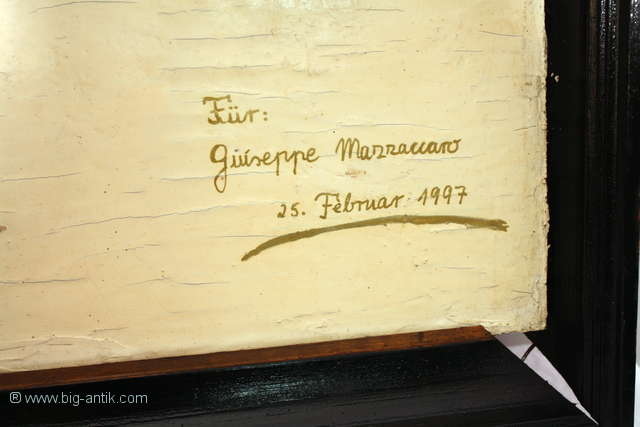 Für:
Giuseppe Mazzaccaro
25. Februar 1997
® www.big-antik.com